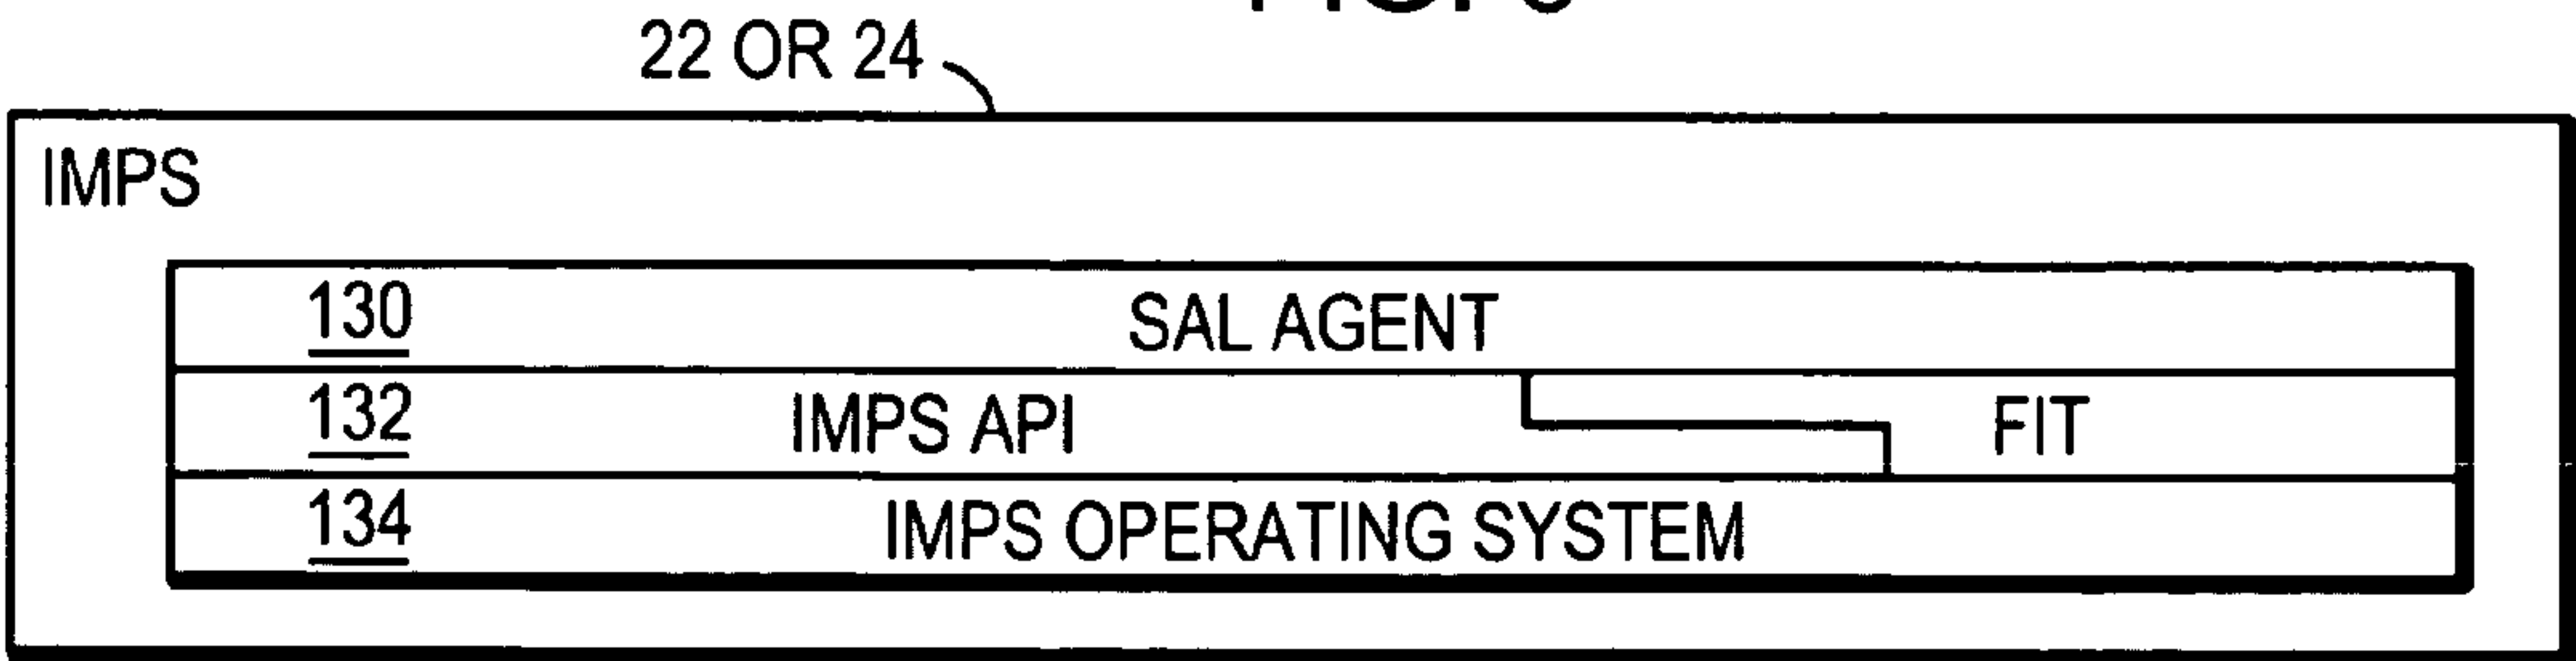 22 OR 24
IMPS
130 SAL AGENT
132 IMPS API FIT
134 IMPS OPERATING SYSTEM